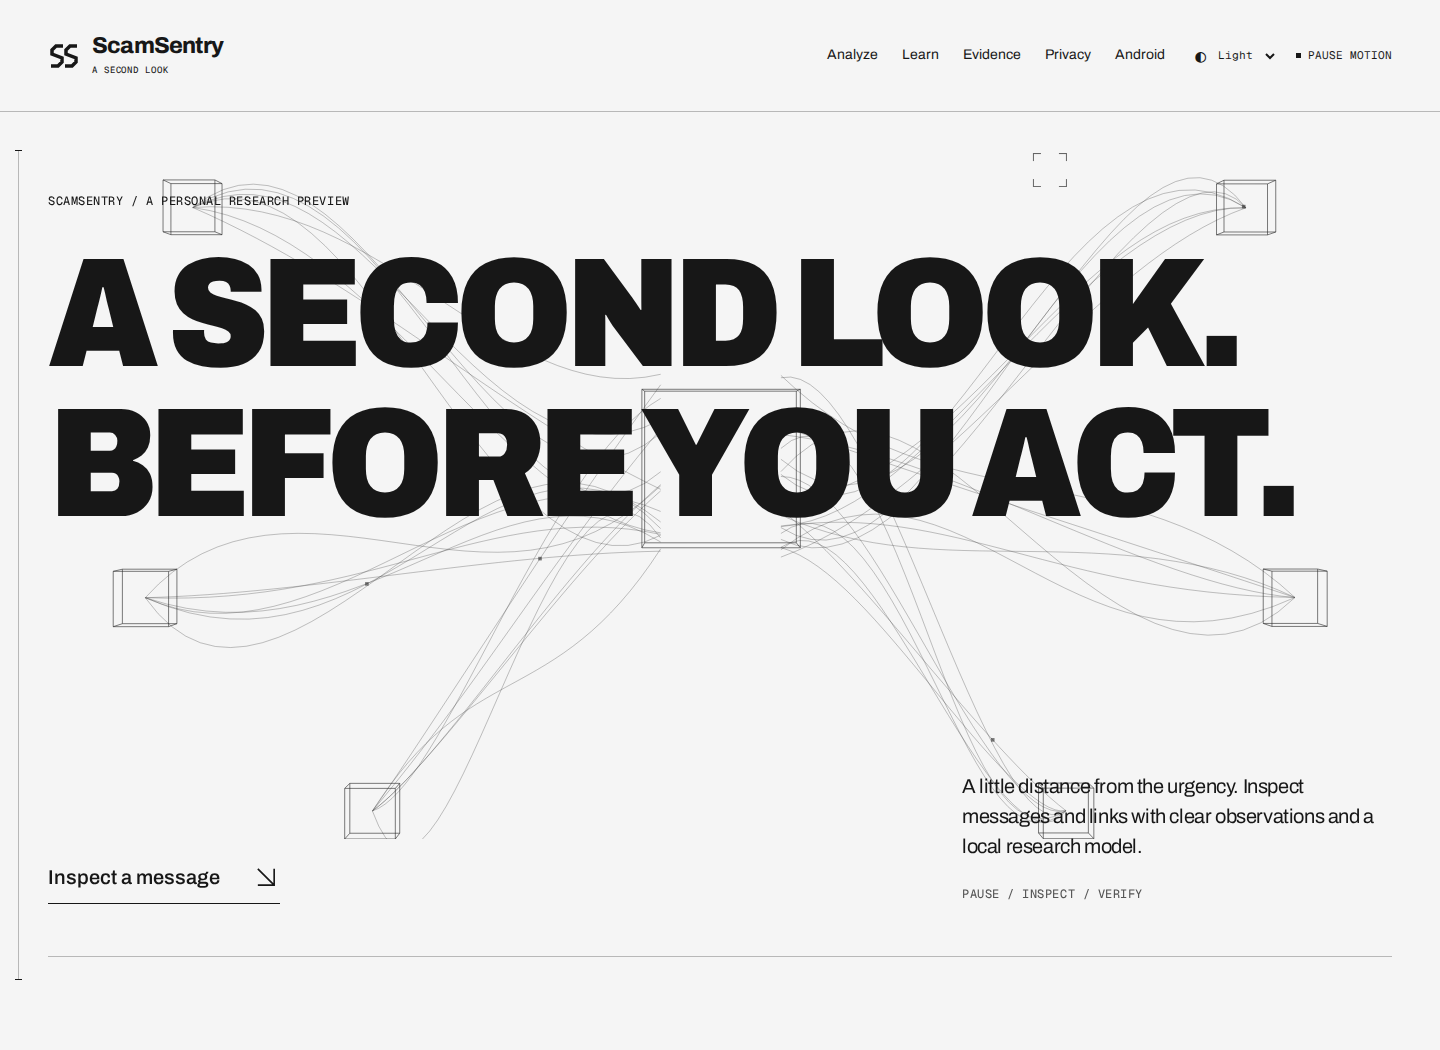 SS
ScamSentry
A SECOND LOOK
Analyze
Learn
Evidence
Privacy
Android
Light
PAUSE MOTION
SCAMSENTRY / A PERSONAL RESEARCH PREVIEW
A SECOND LOOK.
BEFORE YOU ACT.
A little distance from the urgency. Inspect
messages and links with clear observations and a
local research model.
Inspect a message
PAUSE / INSPECT / VERIFY